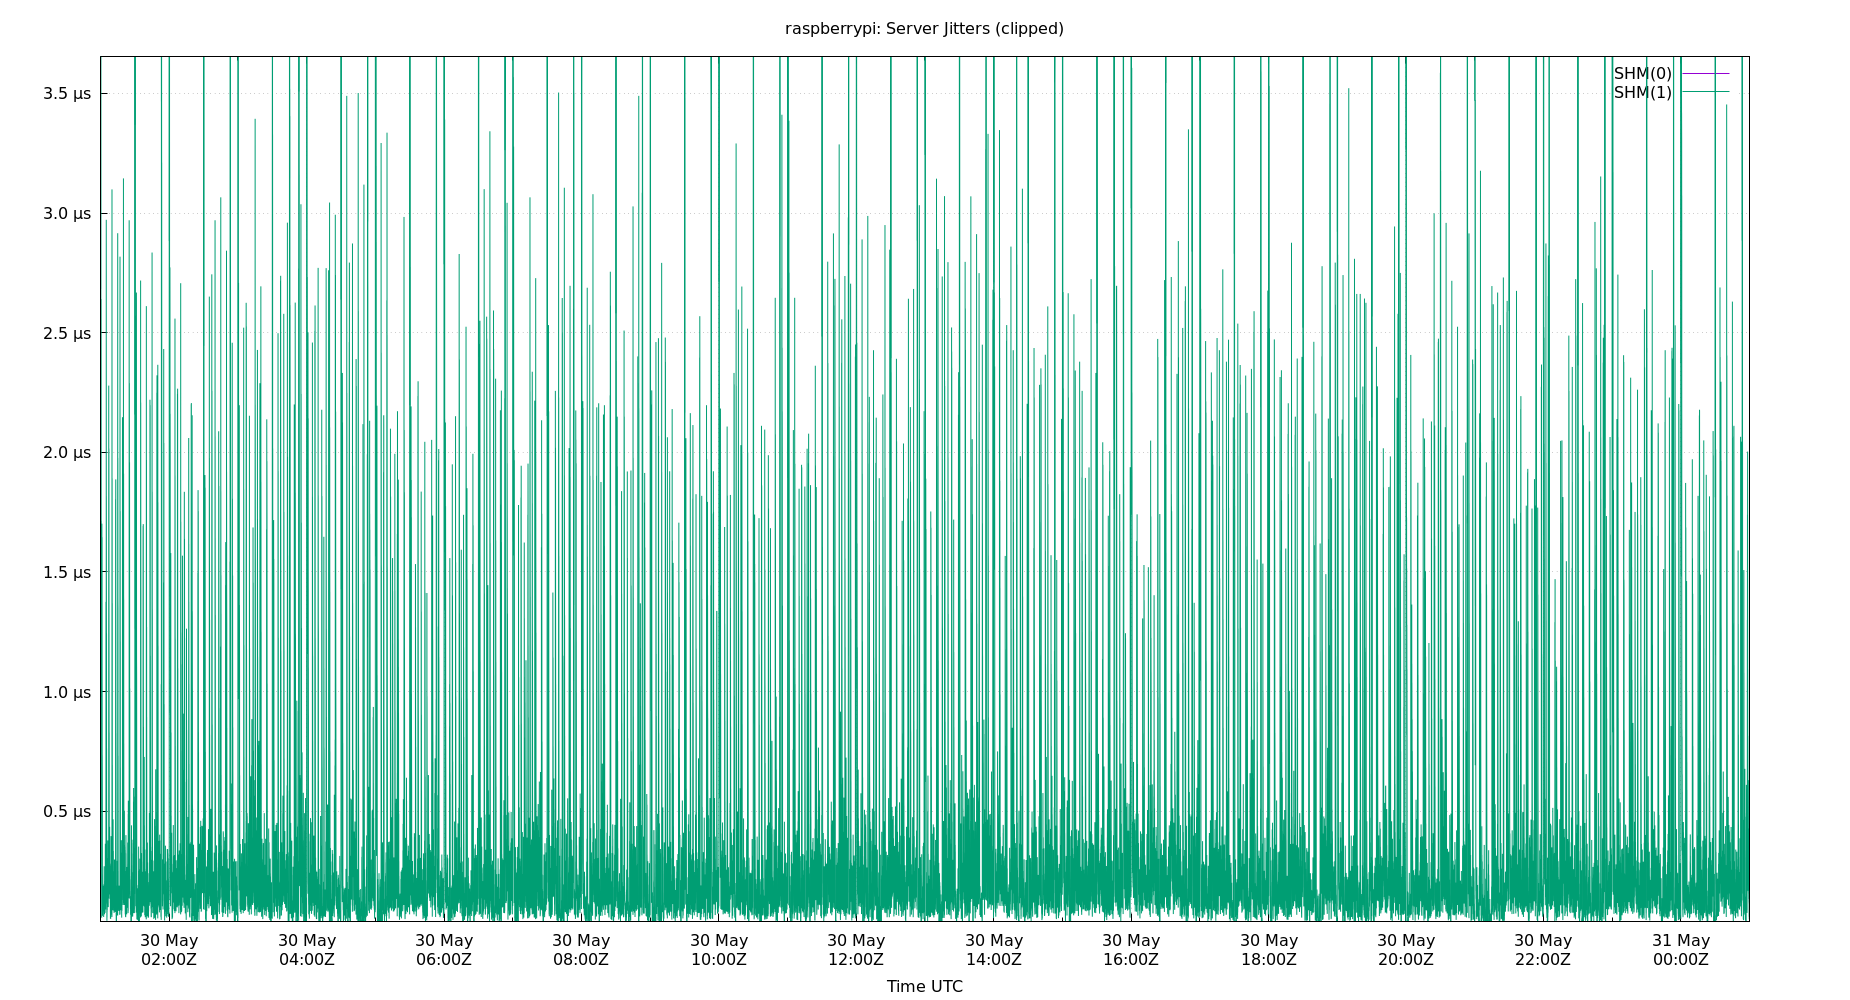 raspberrypi: Server Jitters (clipped)
SHM(0)
SHM(1)
3.5 µs
3.0 µs
2.5 µs
2.0 µs
1.5 µs
1.0 µs
0.5 µs
30 May 30 May 30 May 30 May 30 May 30 May 30 May 30 May 30 May 30 May 30 May 31 May
02:00Z 04:00Z 06:00Z 08:00Z 10:00Z 12:00Z 14:00Z 16:00Z 18:00Z 20:00Z 22:00Z 00:00Z
Time UTC